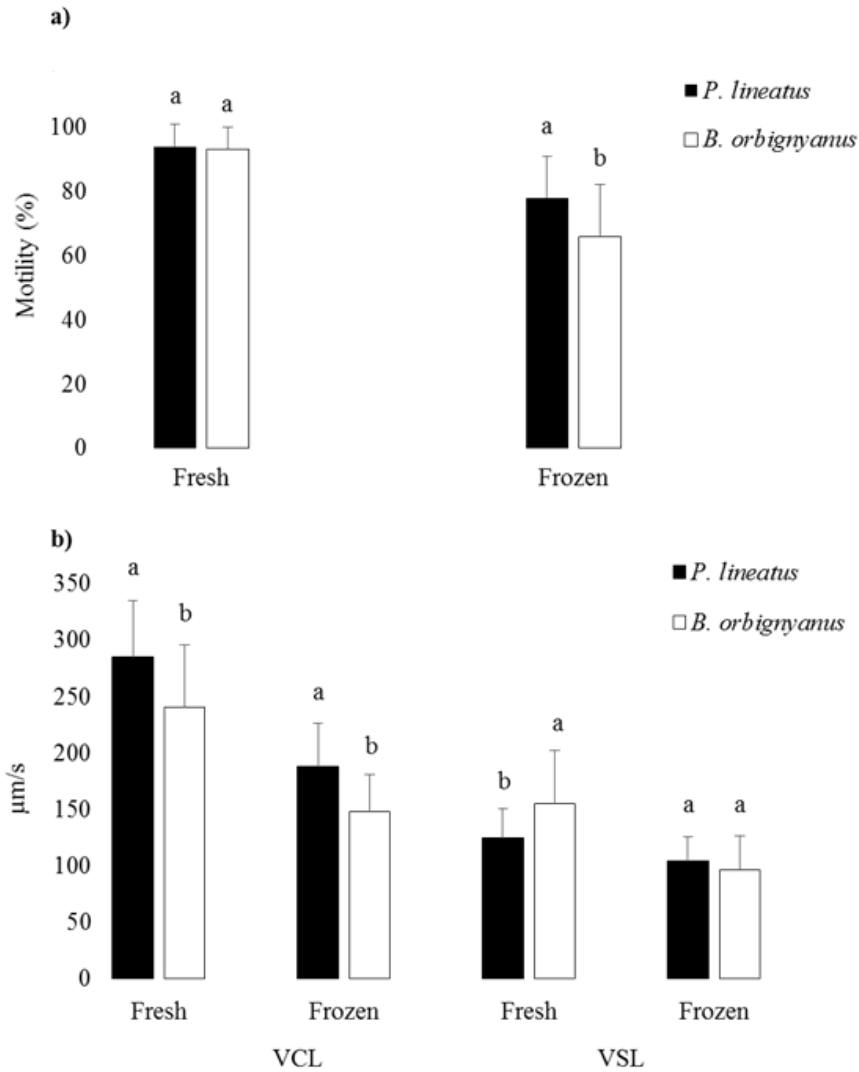 a)
a a
a
b
P. lineatus
B. orbignyanus
Motility (%)
100
80
60
40
20
0
Fresh Frozen
b)
P. lineatus
B. orbignyanus
µm/s
350
300
250
200
150
100
50
0
a
b
a
b
b
a
a a
Fresh Frozen Fresh Frozen
VCL VSL